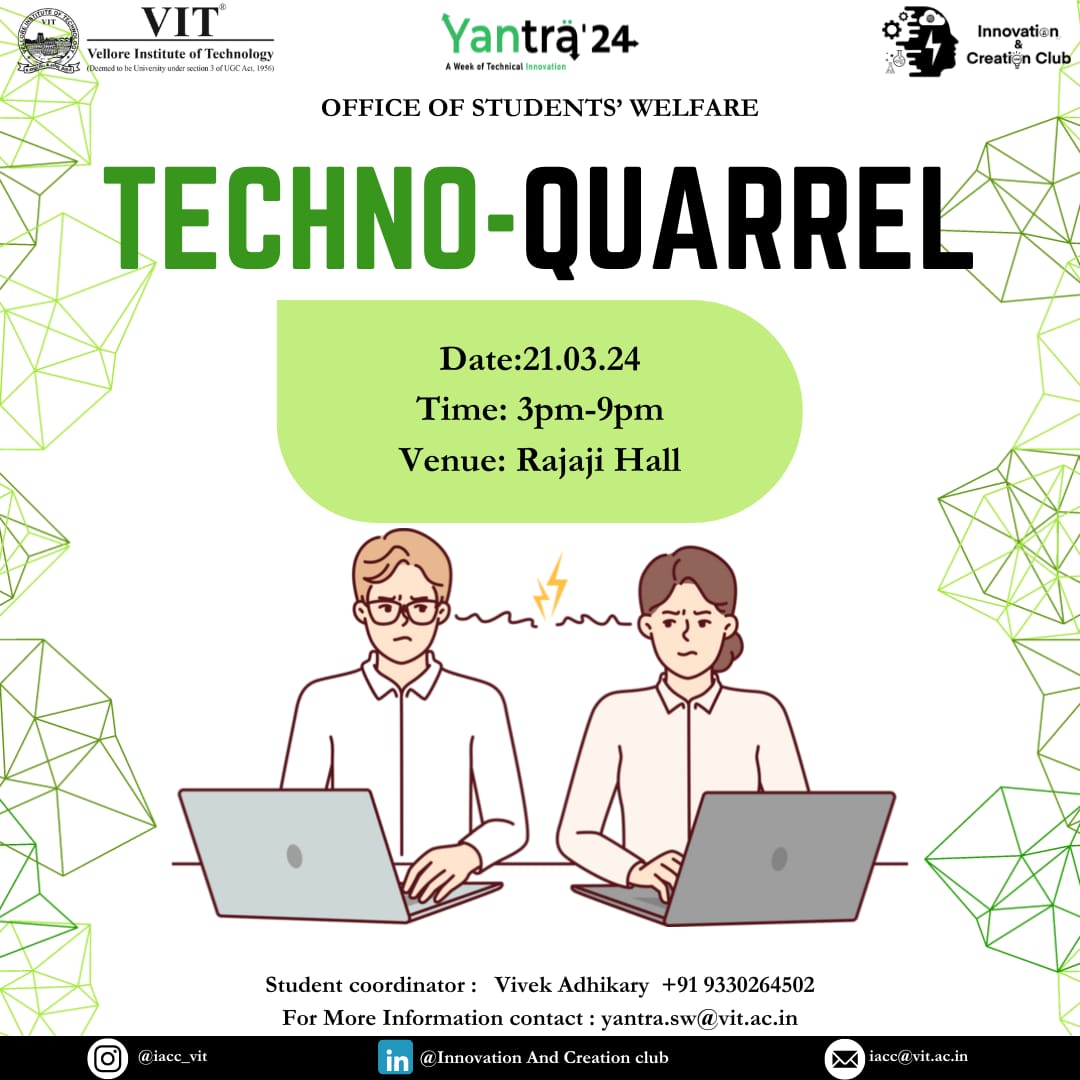 VIT®
Vellore Institute of Technology
(Deemed to be University under section 3 of UGC Act, 1956)
VIT
Yanträ'24
A Week of Technical Innovation
Innovation
&
Creation Club
OFFICE OF STUDENTS' WELFARE
TECHNO-QUARREL
Date:21.03.24
Time: 3pm-9pm
Venue: Rajaji Hall
Student coordinator : Vivek Adhikary +91 9330264502
For More Information contact : yantra.sw@vit.ac.in
@iacc_vit
in @Innovation And Creation club
iacc@vit.ac.in